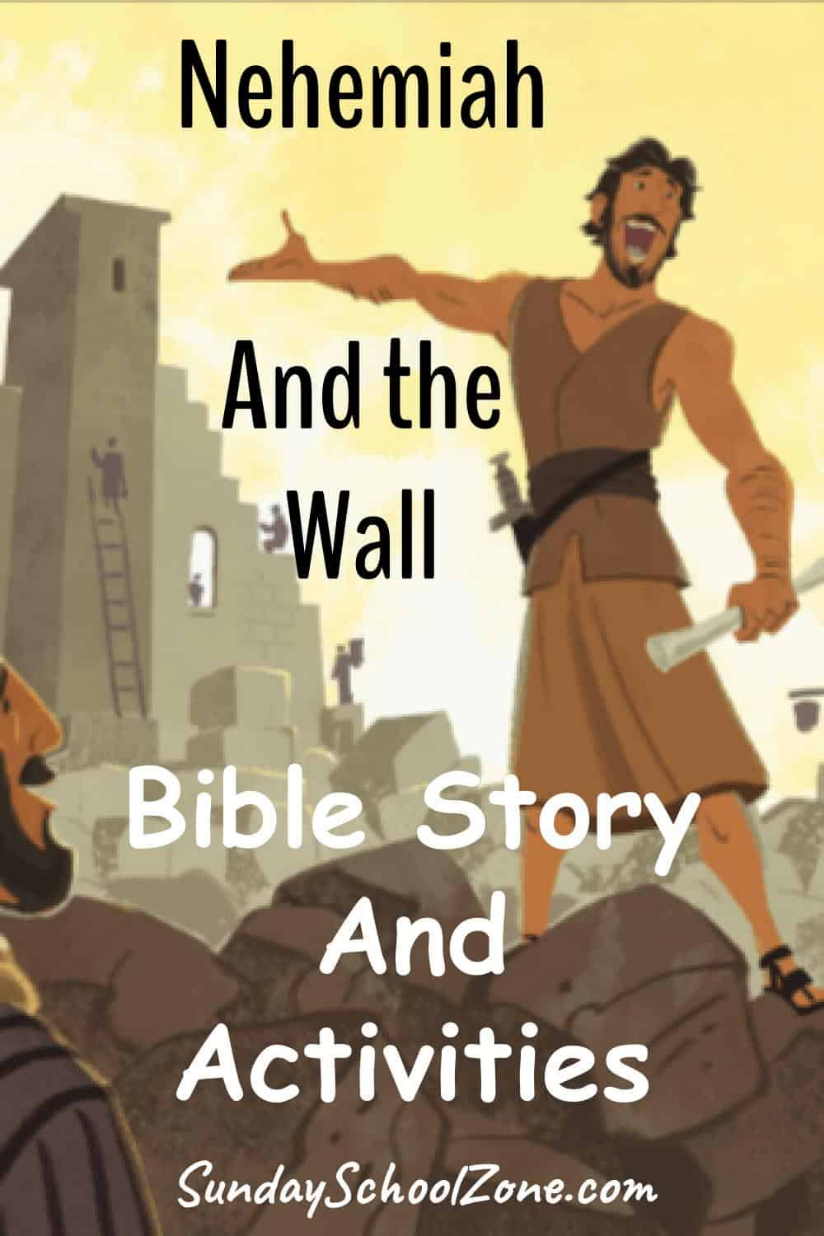 Nehemiah
And the
Wall
Bible Story
And
Activities
SundaySchoolZone.com